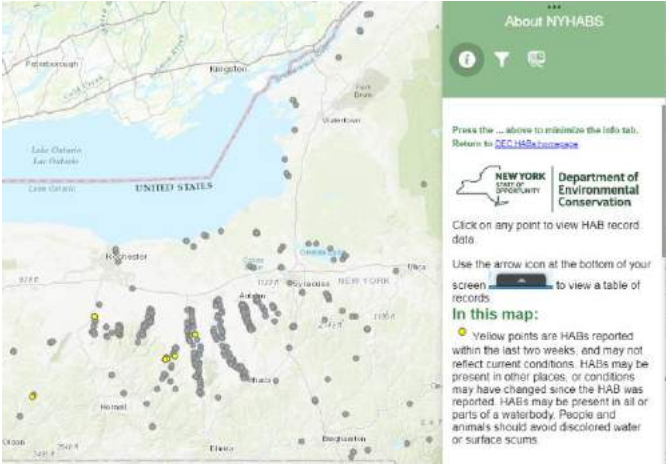 About NYHABS
Press the ... above to minimize the info tab.
Return to DEC HABs homepage
NEW YORK
STATE OF
OPPORTUNITY
Department of
Environmental
Conservation
Click on any point to view HAB record
data.
Use the arrow icon at the bottom of your
screen to view a table of
records
In this map:
Yellow points are HABs reported
within the last two weeks, and may not
reflect current conditions. HABs may be
present in other places, or conditions
may have changed since the HAB was
reported. HABs may be present in all or
parts of a waterbody. People and
animals should avoid discolored water
or surface scums.
Peterborough
Kingston
Fort
Drum
Watertown
Lake Ontario
Lac Ontario
Lake Ontario
UNITED STATES
Rochester
Utica
Syracuse
NEW YORK
Auburn
Ithaca
Hornell
Elmira
Binghamton
Olean